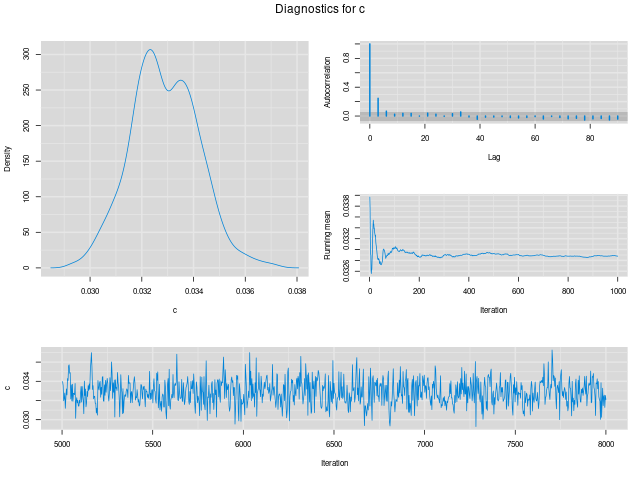 Diagnostics for c
Density
300
250
200
150
100
50
0
0.030 0.032 0.034 0.036 0.038
c
Autocorrelation
0.8
0.4
0.0
0 20 40 60 80
Lag
Running mean
0.0338
0.0332
0.0326
0 200 400 600 800 1000
Iteration
c
0.034
0.030
5000 5500 6000 6500 7000 7500 8000
Iteration